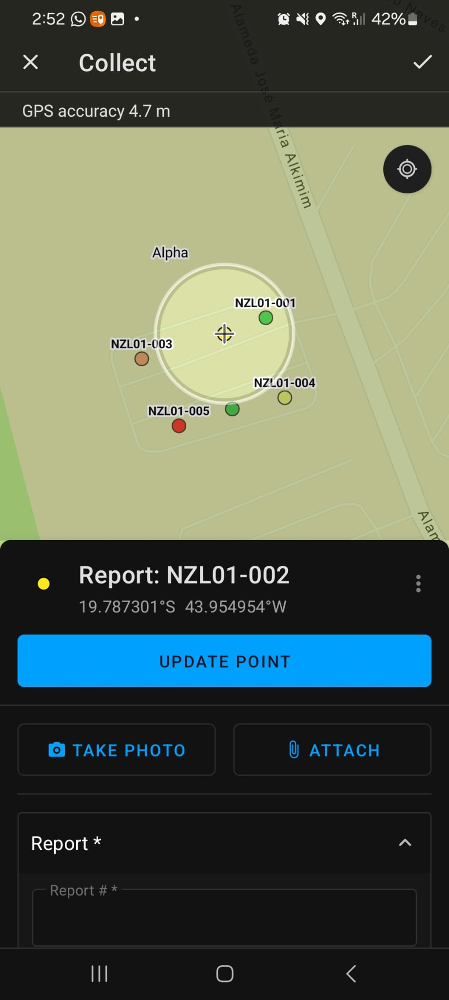 2:52
42%
Neves
Collect
GPS accuracy 4.7 m
Alameda José Maria Alkimim
Alpha
NZL01-001
NZL01-003
NZL01-004
NZL01-005
Alam
Report: NZL01-002
19.787301°S 43.954954°W
UPDATE POINT
TAKE PHOTO
ATTACH
Report *
Report # *